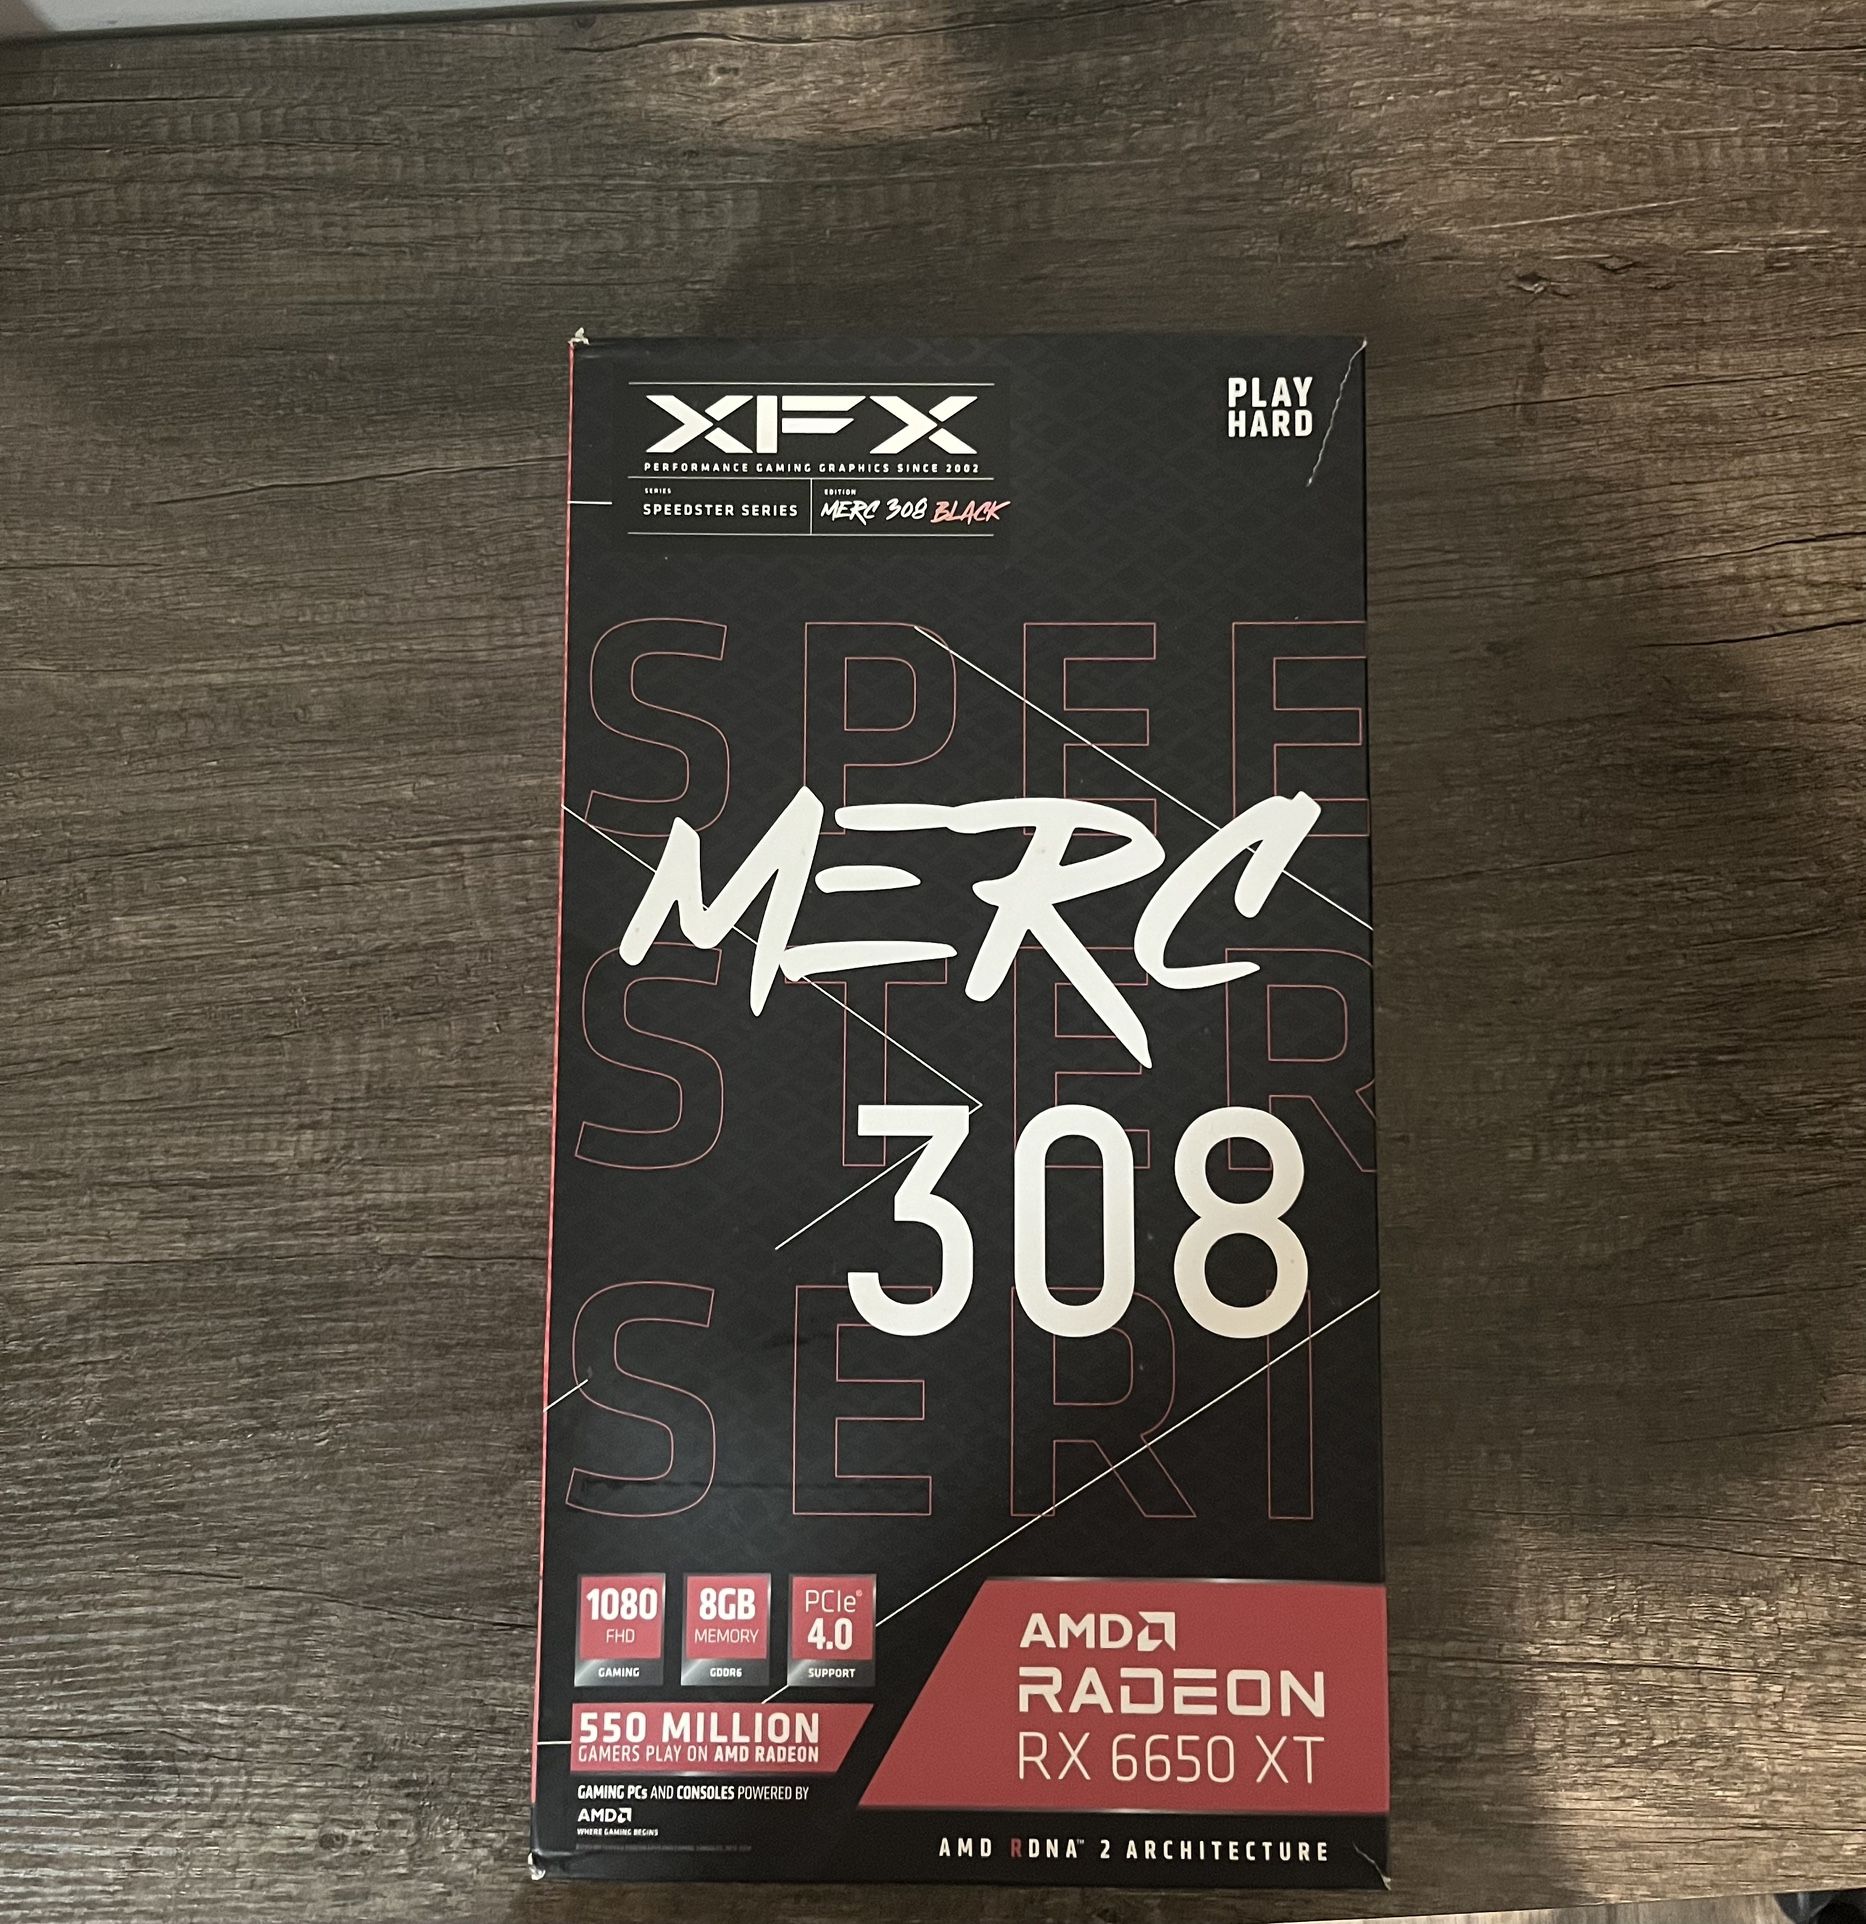 XFX
PERFORMANCE GAMING GRAPHICS SINCE 2002
SERIES
SPEEDSTER SERIES
EDITION
MERC 308 BLACK
PLAY
HARD
SPEE
MERC
STER
308
SERI
1080
FHD
GAMING
8GB
MEMORY
GDDR6
PCIe®
4.0
SUPPORT
550 MILLION
GAMERS PLAY ON AMD RADEON
GAMING PCs AND CONSOLES POWERED BY
AMD
WHERE GAMING BEGINS
AMD
RADEON
RX 6650 XT
AMD RDNA™ 2 ARCHITECTURE